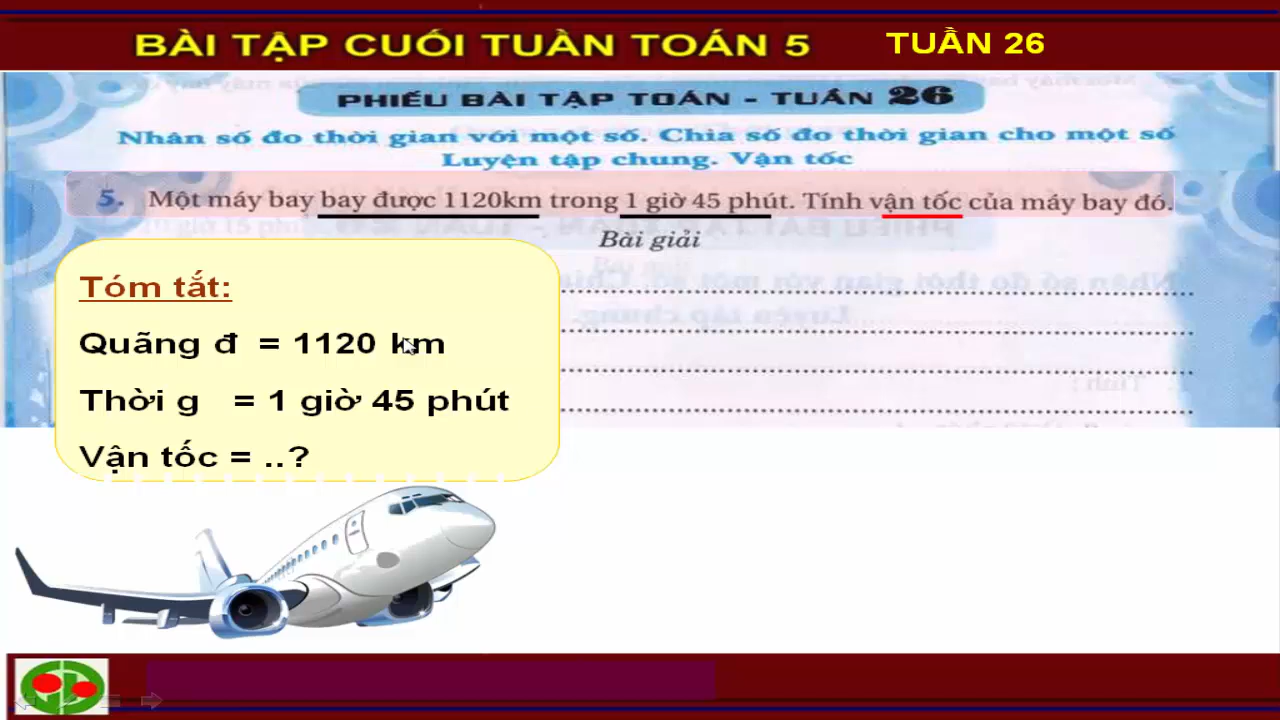 BÀI TẬP CUỐI TUẦN TOÁN 5 TUẦN 26
PHIẾU BÀI TẬP TOÁN - TUẦN 26
Nhân số đo thời gian với một số. Chia số đo thời gian cho một số
Luyện tập chung. Vận tốc
5. Một máy bay bay được 1120km trong 1 giờ 45 phút. Tính vận tốc của máy bay đó.
Bài giải
Tóm tắt:
Quãng đ = 1120 km
Thời g = 1 giờ 45 phút
Vận tốc = ..?